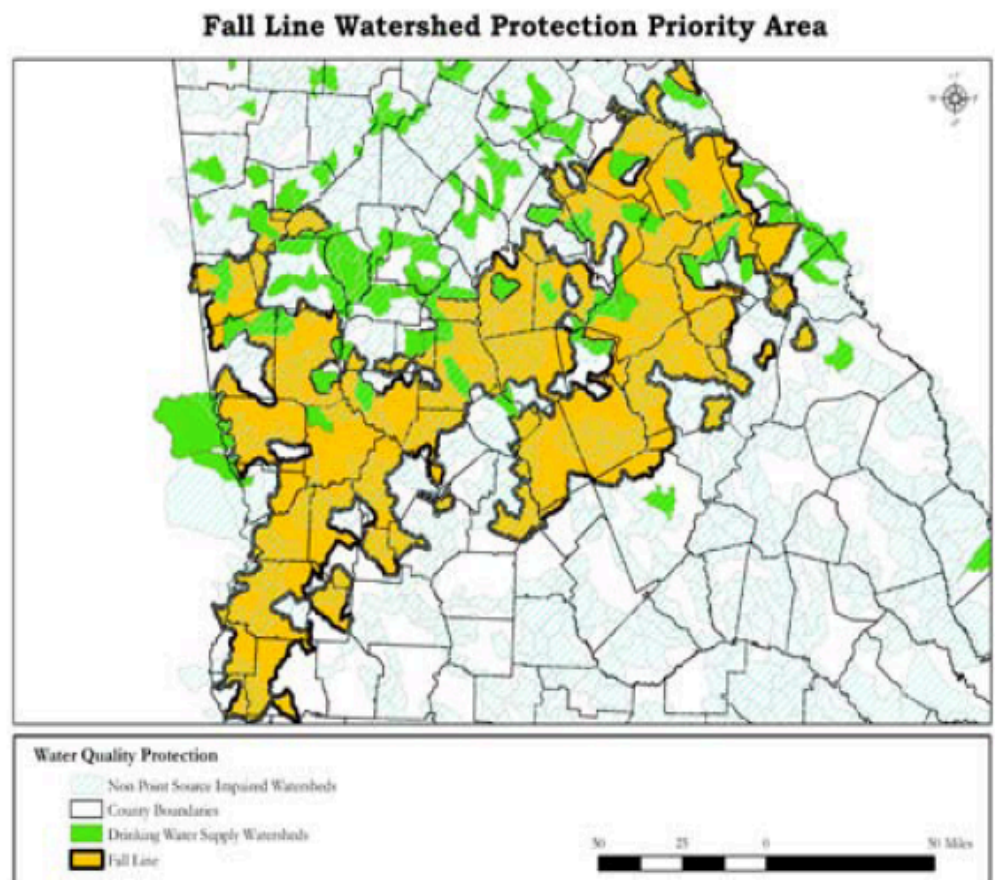 Fall Line Watershed Protection Priority Area
Water Quality Protection
Non Point Source Impaired Watersheds
County Boundaries
Drinking Water Supply Watersheds
Fall Line
50 25 0 50 Miles